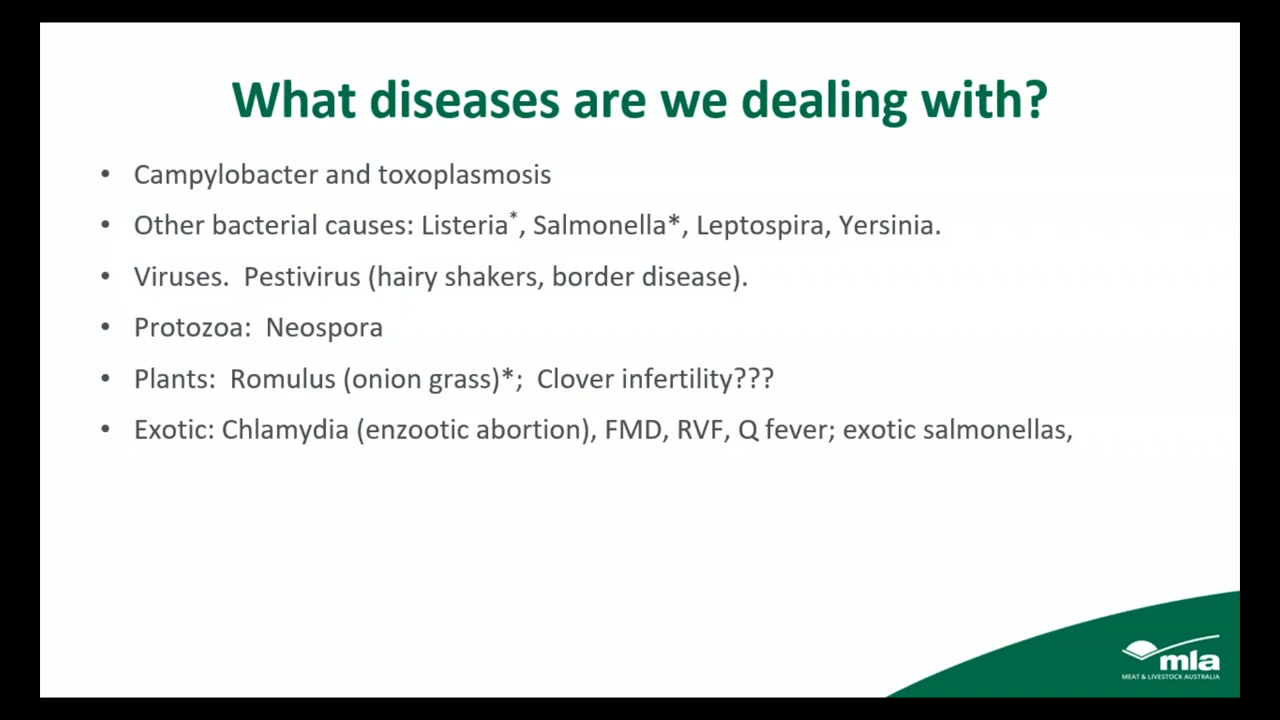 What diseases are we dealing with?
• Campylobacter and toxoplasmosis
• Other bacterial causes: Listeria*, Salmonella*, Leptospira, Yersinia.
• Viruses.  Pestivirus (hairy shakers, border disease).
• Protozoa:  Neospora
• Plants:  Romulus (onion grass)*;  Clover infertility???
• Exotic: Chlamydia (enzootic abortion), FMD, RVF, Q fever; exotic salmonellas,
mla
MEAT & LIVESTOCK AUSTRALIA